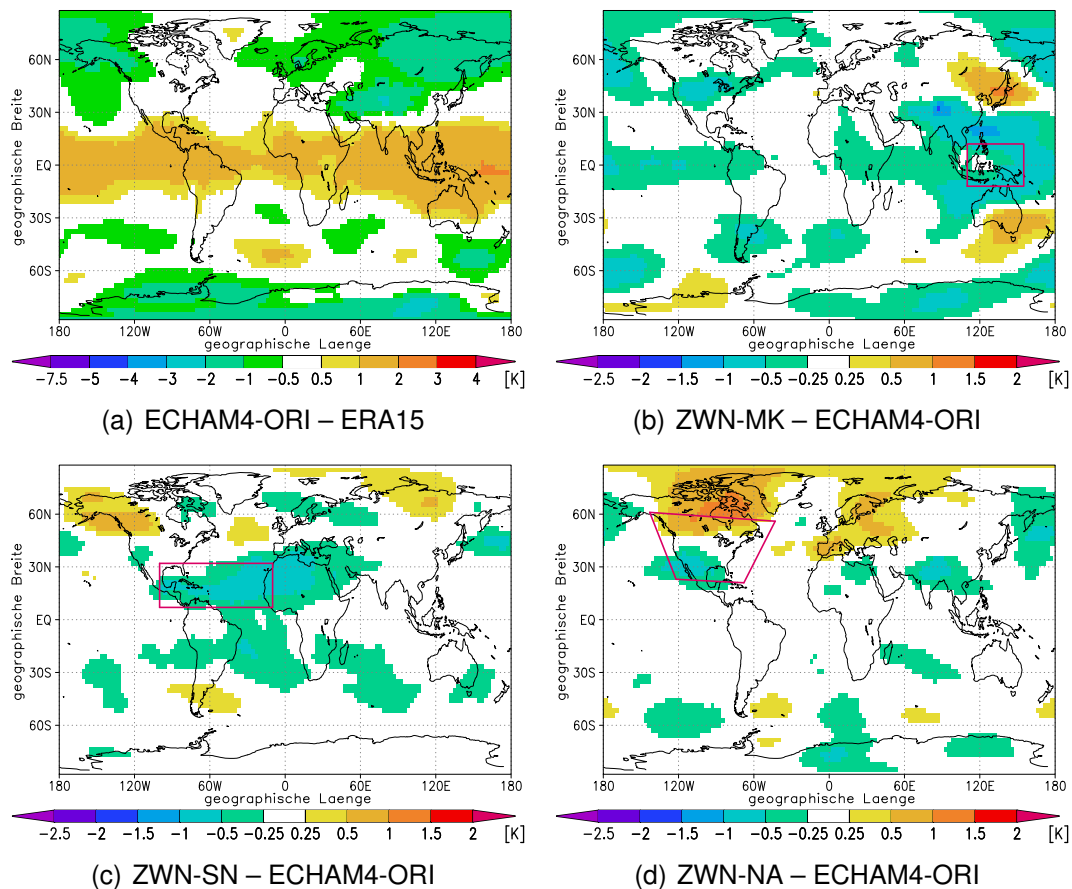 60N
30N
EQ
30S
60S
geographische Breite
180 120W 60W 0 60E 120E 180
geographische Laenge
−7.5 −5 −4 −3 −2 −1 −0.5 0.5 1 2 3 4 [K]
(a) ECHAM4-ORI – ERA15
60N
30N
EQ
30S
60S
geographische Breite
180 120W 60W 0 60E 120E 180
geographische Laenge
−2.5 −2 −1.5 −1 −0.5 −0.25 0.25 0.5 1 1.5 2 [K]
(b) ZWN-MK – ECHAM4-ORI
60N
30N
EQ
30S
60S
geographische Breite
180 120W 60W 0 60E 120E 180
geographische Laenge
−2.5 −2 −1.5 −1 −0.5 −0.25 0.25 0.5 1 1.5 2 [K]
(c) ZWN-SN – ECHAM4-ORI
60N
30N
EQ
30S
60S
geographische Breite
180 120W 60W 0 60E 120E 180
geographische Laenge
−2.5 −2 −1.5 −1 −0.5 −0.25 0.25 0.5 1 1.5 2 [K]
(d) ZWN-NA – ECHAM4-ORI